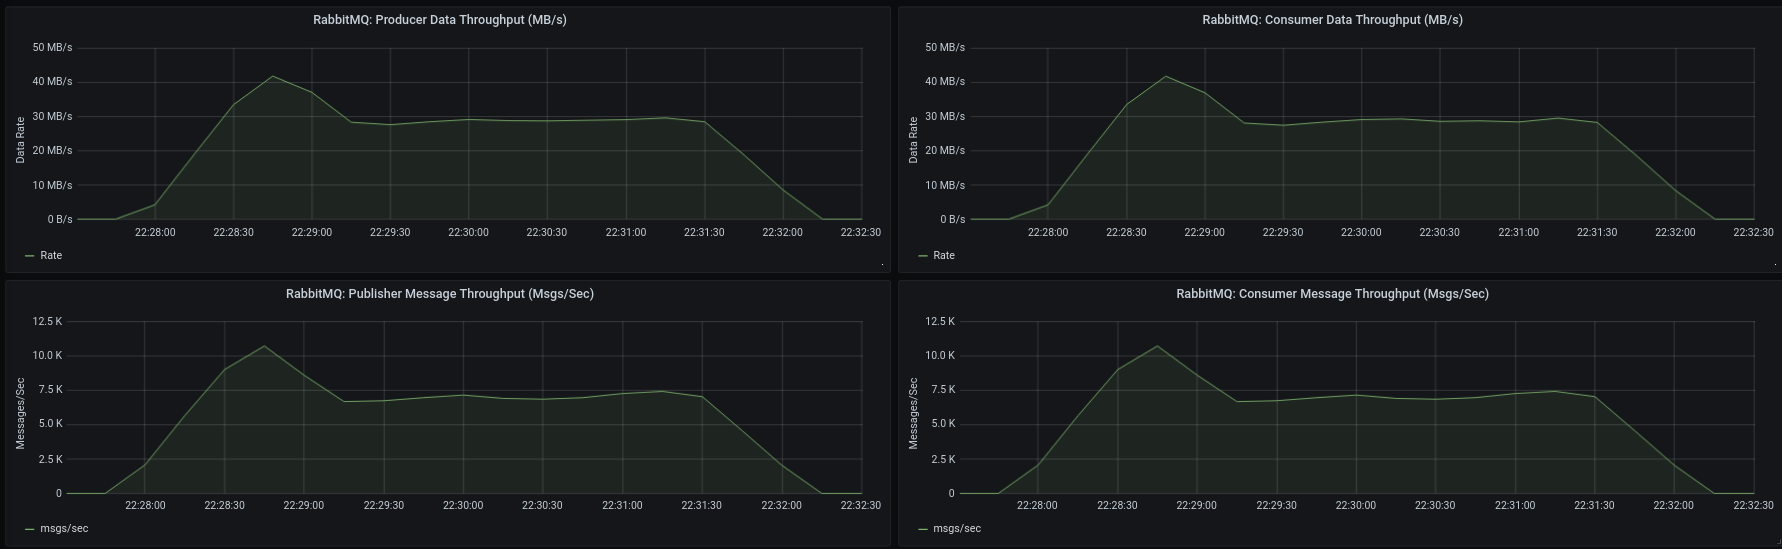 RabbitMQ: Producer Data Throughput (MB/s)
50 MB/s
40 MB/s
30 MB/s
20 MB/s
10 MB/s
0 B/s
Data Rate
22:28:00 22:28:30 22:29:00 22:29:30 22:30:00 22:30:30 22:31:00 22:31:30 22:32:00 22:32:30
Rate
RabbitMQ: Consumer Data Throughput (MB/s)
50 MB/s
40 MB/s
30 MB/s
20 MB/s
10 MB/s
0 B/s
Data Rate
22:28:00 22:28:30 22:29:00 22:29:30 22:30:00 22:30:30 22:31:00 22:31:30 22:32:00 22:32:30
Rate
RabbitMQ: Publisher Message Throughput (Msgs/Sec)
12.5 K
10.0 K
7.5 K
5.0 K
2.5 K
0
Messages/Sec
22:28:00 22:28:30 22:29:00 22:29:30 22:30:00 22:30:30 22:31:00 22:31:30 22:32:00 22:32:30
msgs/sec
RabbitMQ: Consumer Message Throughput (Msgs/Sec)
12.5 K
10.0 K
7.5 K
5.0 K
2.5 K
0
Messages/Sec
22:28:00 22:28:30 22:29:00 22:29:30 22:30:00 22:30:30 22:31:00 22:31:30 22:32:00 22:32:30
msgs/sec